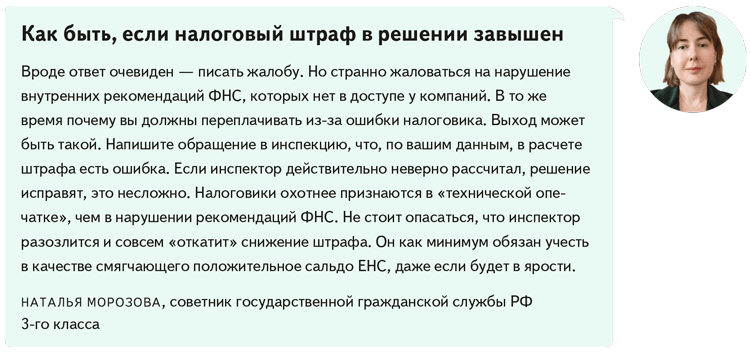 Как быть, если налоговый штраф в решении завышен
Вроде ответ очевиден — писать жалобу. Но странно жаловаться на нарушение
внутренних рекомендаций ФНС, которых нет в доступе у компаний. В то же
время почему вы должны переплачивать из-за ошибки налоговика. Выход может
быть такой. Напишите обращение в инспекцию, что, по вашим данным, в расчете
штрафа есть ошибка. Если инспектор действительно неверно рассчитал, решение
исправят, это несложно. Налоговики охотнее признаются в «технической опе-
чатке», чем в нарушении рекомендаций ФНС. Не стоит опасаться, что инспектор
разозлится и совсем «откатит» снижение штрафа. Он как минимум обязан учесть
в качестве смягчающего положительное сальдо ЕНС, даже если будет в ярости.
НАТАЛЬЯ МОРОЗОВА, советник государственной гражданской службы РФ
3-го класса